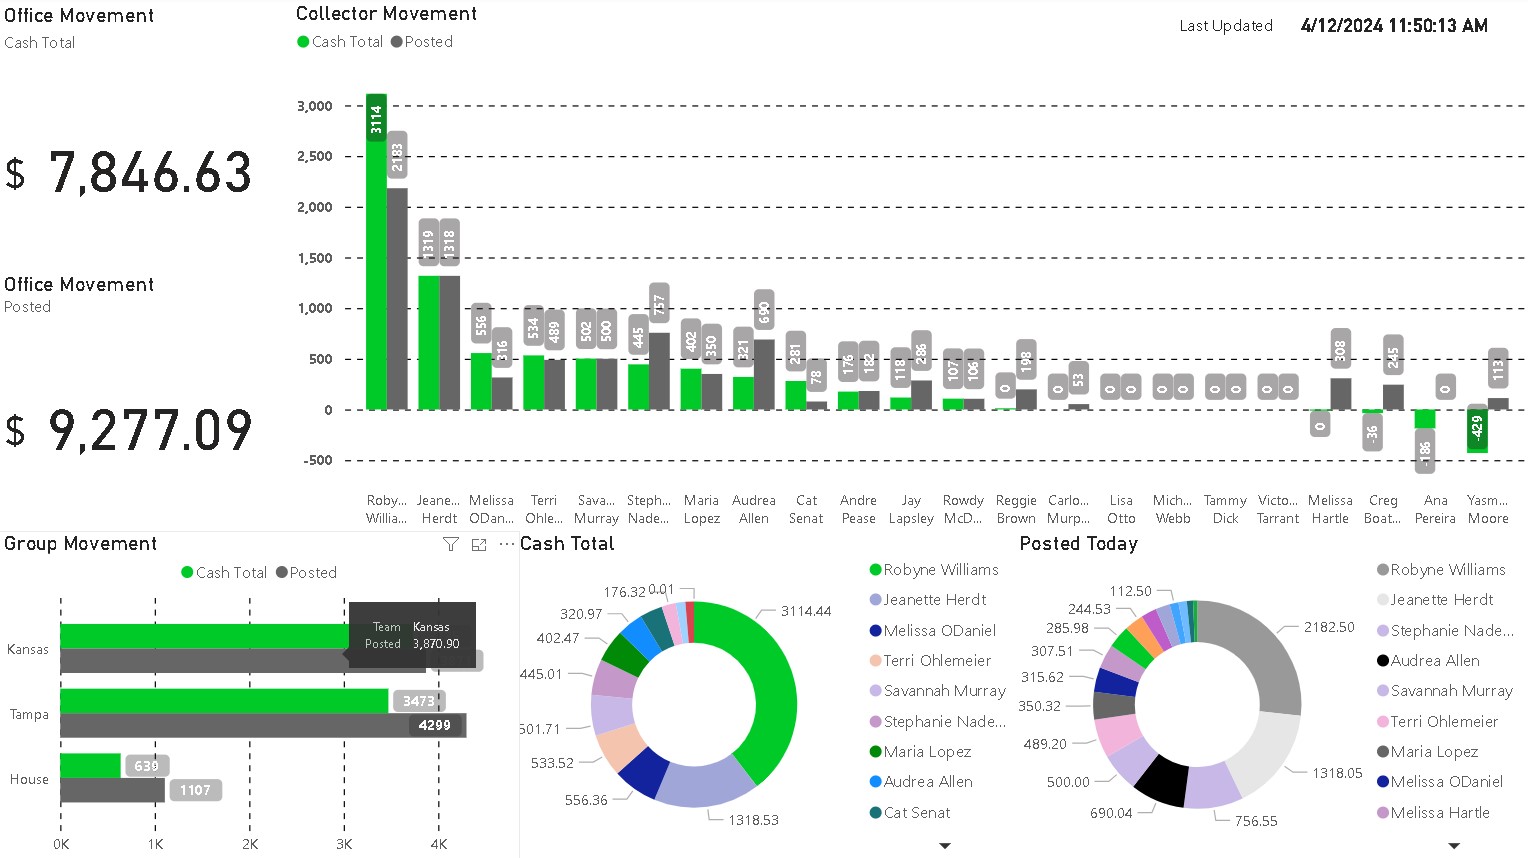 Office Movement
Cash Total
$ 7,846.63
Office Movement
Posted
$ 9,277.09
Collector Movement
Cash Total Posted
Last Updated 4/12/2024 11:50:13 AM
3,000
2,500
2,000
1,500
1,000
500
0
-500
3114 2183 1319 1318 556 316 534 489 502 500 445 757 402 350 321 690 281 78 176 182 118 286 107 106 0 198 0 53 0 0 0 0 0 0 0 0 0 308 -36 245 -186 0 -429 113
Roby... Jeane... Melissa Terri Sava... Steph... Maria Audrea Cat Andre Jay Rowdy Reggie Carlo... Lisa Mich... Tammy Victo... Melissa Creg Ana Yasm...
Willia... Herdt ODan... Ohle... Murray Nade... Lopez Allen Senat Pease Lapsley McD... Brown Murp... Otto Webb Dick Tarrant Hartle Boat... Pereira Moore
Group Movement
Cash Total Posted
Kansas
Team Kansas
Posted 3,870.90
Tampa
3473
4299
House
639
1107
0K 1K 2K 3K 4K
Cash Total
3114.44
1318.53
556.36
533.52
501.71
445.01
402.47
320.97
176.32
0.01
Robyne Williams
Jeanette Herdt
Melissa ODaniel
Terri Ohlemeier
Savannah Murray
Stephanie Nade...
Maria Lopez
Audrea Allen
Cat Senat
Posted Today
2182.50
1318.05
756.55
690.04
500.00
489.20
350.32
315.62
307.51
285.98
244.53
112.50
Robyne Williams
Jeanette Herdt
Stephanie Nade...
Audrea Allen
Savannah Murray
Terri Ohlemeier
Maria Lopez
Melissa ODaniel
Melissa Hartle